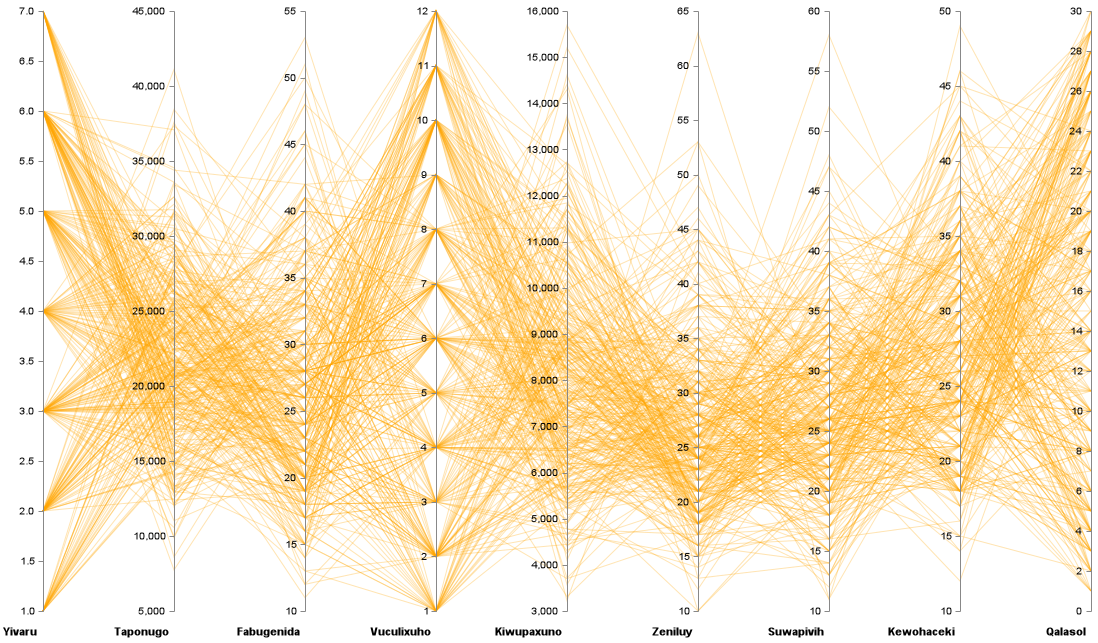 7.0 45,000 55 12 16,000 65 60 50 30
6.5 40,000 50 11 15,000 60 55 45 28
6.0 35,000 45 10 14,000 55 50 40 26
5.5 30,000 40 9 13,000 50 45 35 24
5.0 25,000 35 8 12,000 45 40 30 22
4.5 20,000 30 7 11,000 40 35 25 20
4.0 15,000 25 6 10,000 35 30 20 18
3.5 10,000 20 5 9,000 30 25 15 16
3.0 5,000 15 4 8,000 25 20 10 14
2.5 10 3 7,000 20 15 12
2.0 2 6,000 15 10 10
1.5 1 5,000 10 8
1.0 4,000 6
3,000 4
2
0
Yivaru Taponugo Fabugenida Vuculixuho Kiwupaxuno Zeniluy Suwapivih Kewohaceki Qalasol